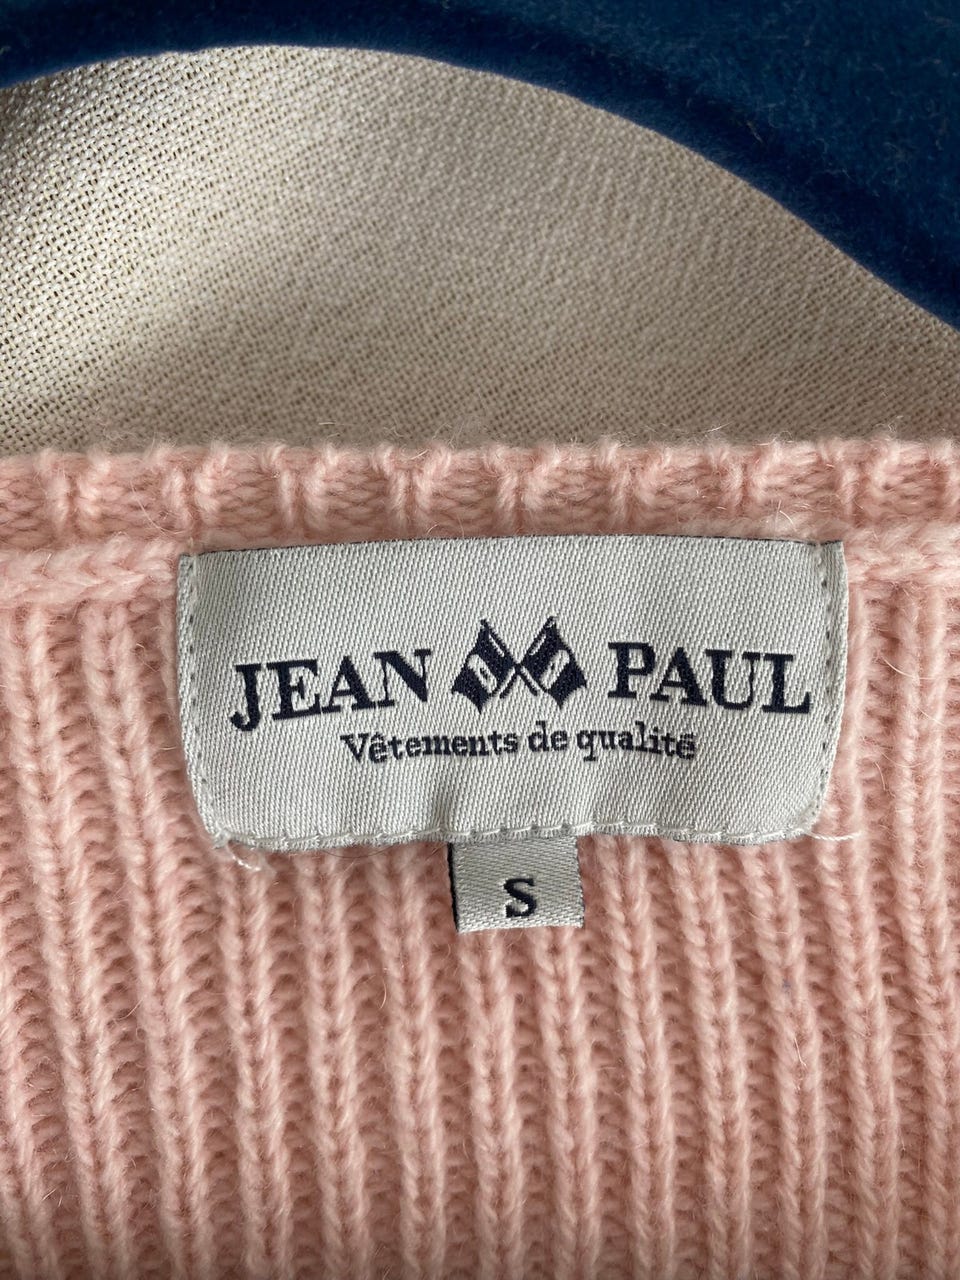 JEAN PAUL
Vêtements de qualité
S